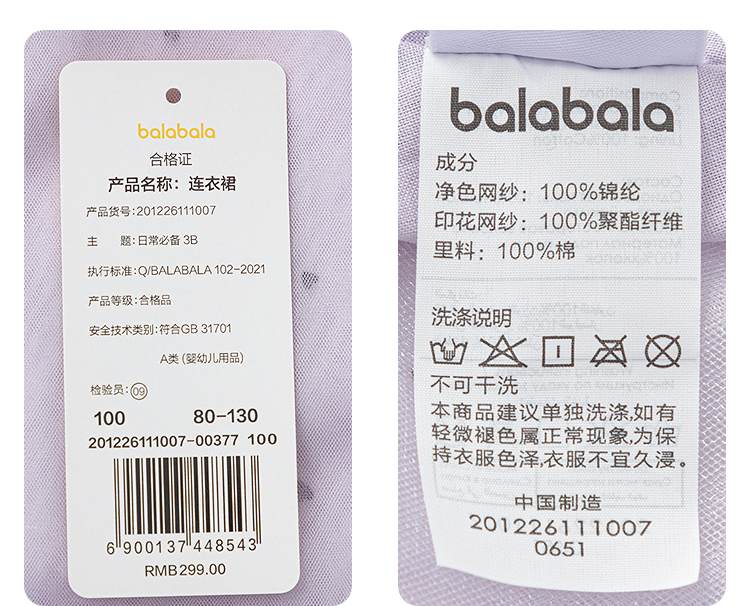 balabala
合格证
产品名称：连衣裙
产品货号：201226111007
主 题：日常必备 3B
执行标准：Q/BALABALA 102-2021
产品等级：合格品
安全技术类别：符合GB 31701
A类 (婴幼儿用品)
检验员：09
100 80-130
201226111007-00377 100
6 900137 448543
RMB299.00
balabala
成分
净色网纱：100%锦纶
印花网纱：100%聚酯纤维
里料：100%棉
洗涤说明
不可干洗
本商品建议单独洗涤,如有
轻微褪色属正常现象,为保
持衣服色泽,衣服不宜久浸。
中国制造
201226111007
0651